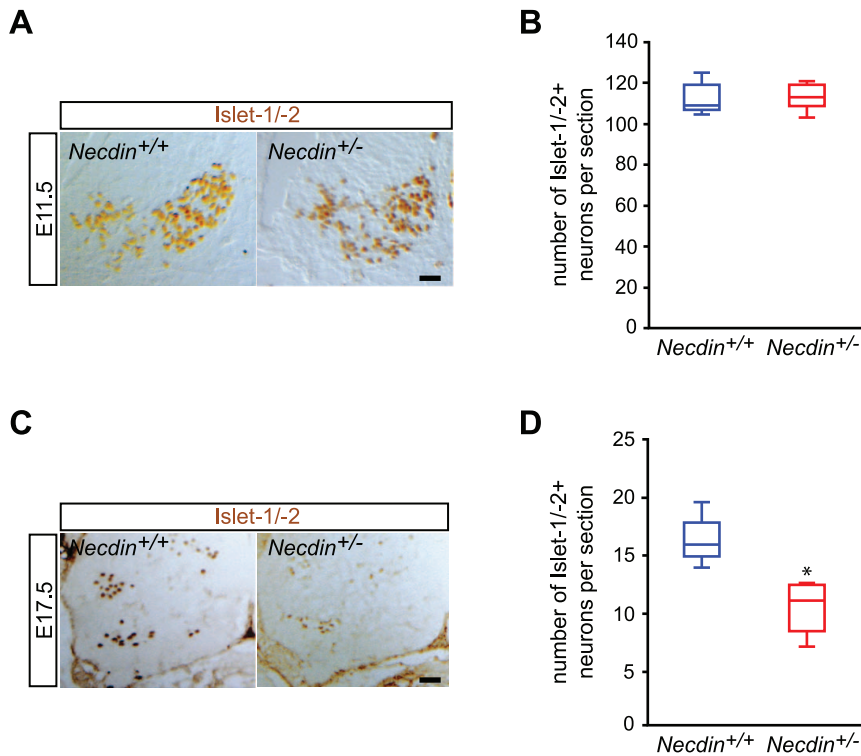 A
Islet-1/-2
E11.5
Necdin+/+
Necdin+/-
B
number of Islet-1/-2+
neurons per section
140
120
100
80
60
40
20
0
Necdin+/+
Necdin+/-
C
Islet-1/-2
E17.5
Necdin+/+
Necdin+/-
D
number of Islet-1/-2+
neurons per section
25
20
15
10
5
0
*
Necdin+/+
Necdin+/-